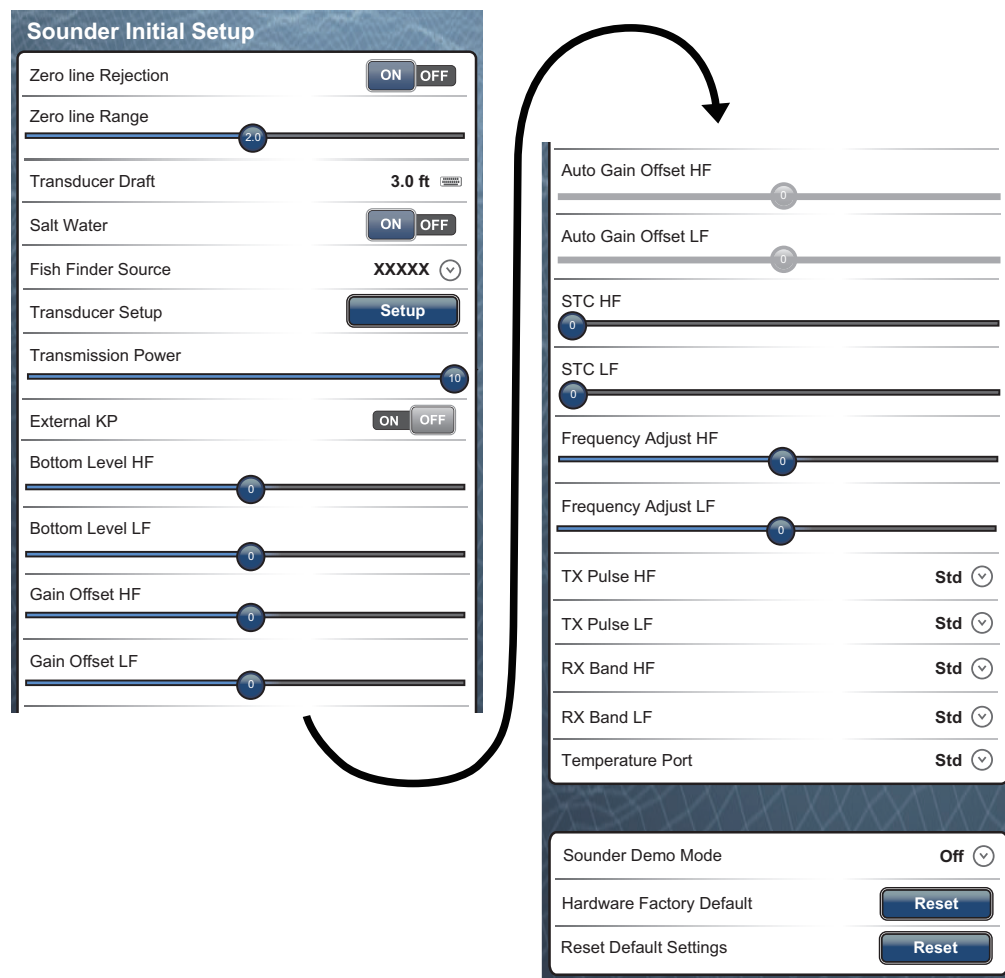 Sounder Initial Setup
Zero line Rejection ON OFF
Zero line Range
2.0
Transducer Draft 3.0 ft
Salt Water ON OFF
Fish Finder Source XXXXX
Transducer Setup Setup
Transmission Power
10
External KP ON OFF
Bottom Level HF
0
Bottom Level LF
0
Gain Offset HF
0
Gain Offset LF
0
Auto Gain Offset HF
0
Auto Gain Offset LF
0
STC HF
0
STC LF
0
Frequency Adjust HF
0
Frequency Adjust LF
0
TX Pulse HF Std
TX Pulse LF Std
RX Band HF Std
RX Band LF Std
Temperature Port Std
Sounder Demo Mode Off
Hardware Factory Default Reset
Reset Default Settings Reset